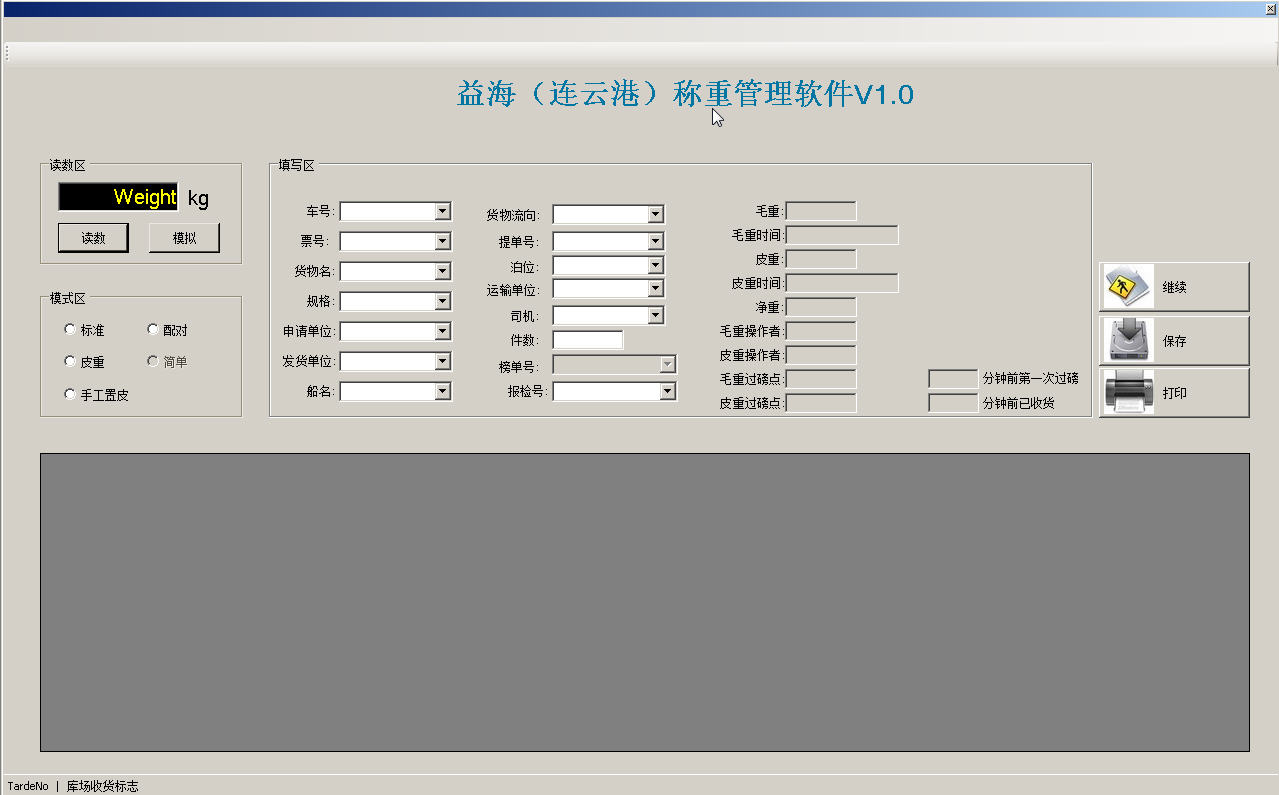 益海（连云港）称重管理软件V1.0
读数区
Weight kg
读数 模拟
模式区
标准 配对
皮重 简单
手工置皮
填写区
车号:
票号:
货物名:
规格:
申请单位:
发货单位:
船名:
货物流向:
提单号:
泊位:
运输单位:
司机:
件数:
榜单号:
报检号:
毛重:
毛重时间:
皮重:
皮重时间:
净重:
毛重操作者:
皮重操作者:
毛重过磅点:
皮重过磅点:
分钟前第一次过磅
分钟前已收货
继续
保存
打印
TardeNo | 库场收货标志